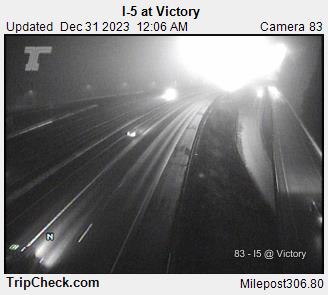 I-5 at Victory
Updated Dec 31 2023 12:06 AM Camera 83
T
N
83 - I5 @ Victory
TripCheck.com Milepost306.80